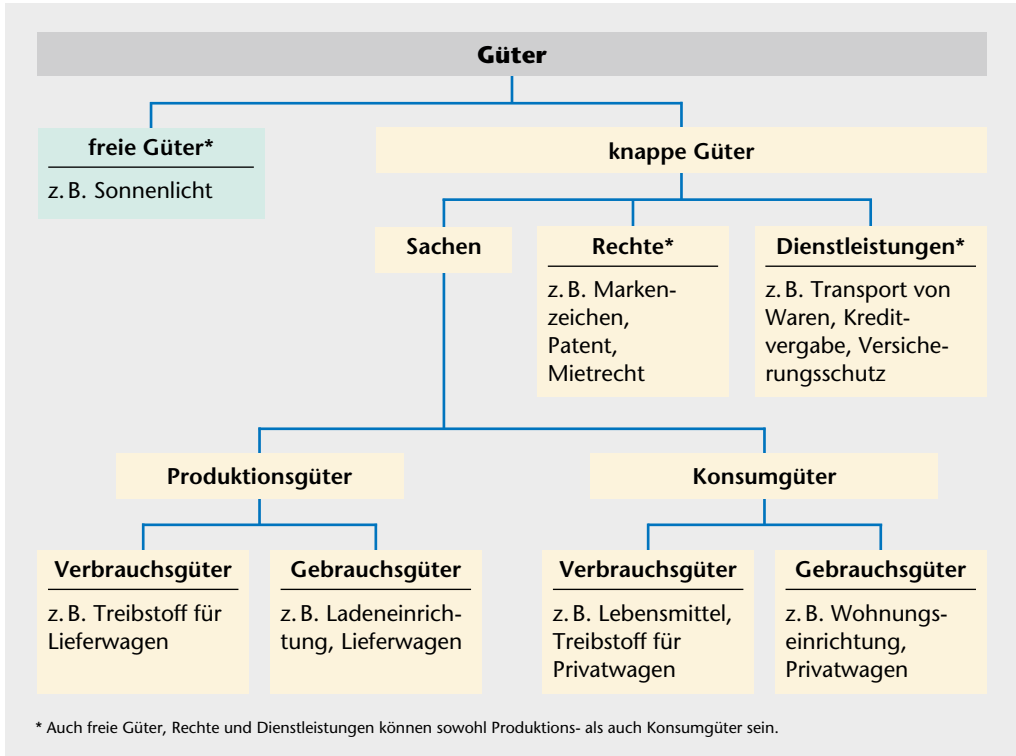 Güter
freie Güter*
z. B. Sonnenlicht
knappe Güter
Sachen
Rechte*
z. B. Marken-
zeichen,
Patent,
Mietrecht
Dienstleistungen*
z. B. Transport von
Waren, Kredit-
vergabe, Versiche-
rungsschutz
Produktionsgüter
Konsumgüter
Verbrauchsgüter
z. B. Treibstoff für
Lieferwagen
Gebrauchsgüter
z. B. Ladeneinrich-
tung, Lieferwagen
Verbrauchsgüter
z. B. Lebensmittel,
Treibstoff für
Privatwagen
Gebrauchsgüter
z. B. Wohnungs-
einrichtung,
Privatwagen
* Auch freie Güter, Rechte und Dienstleistungen können sowohl Produktions- als auch Konsumgüter sein.